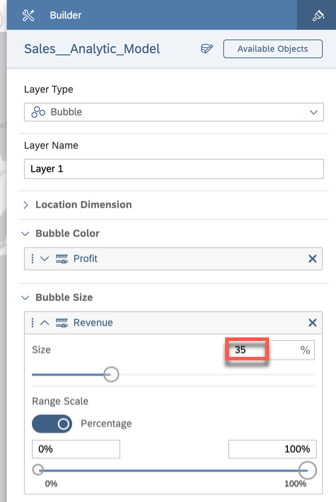 Builder
Sales__Analytic_Model
Available Objects
Layer Type
Bubble
Layer Name
Layer 1
Location Dimension
Bubble Color
Profit
Bubble Size
Revenue
Size
35 %
Range Scale
Percentage
0% 100%
0% 100%